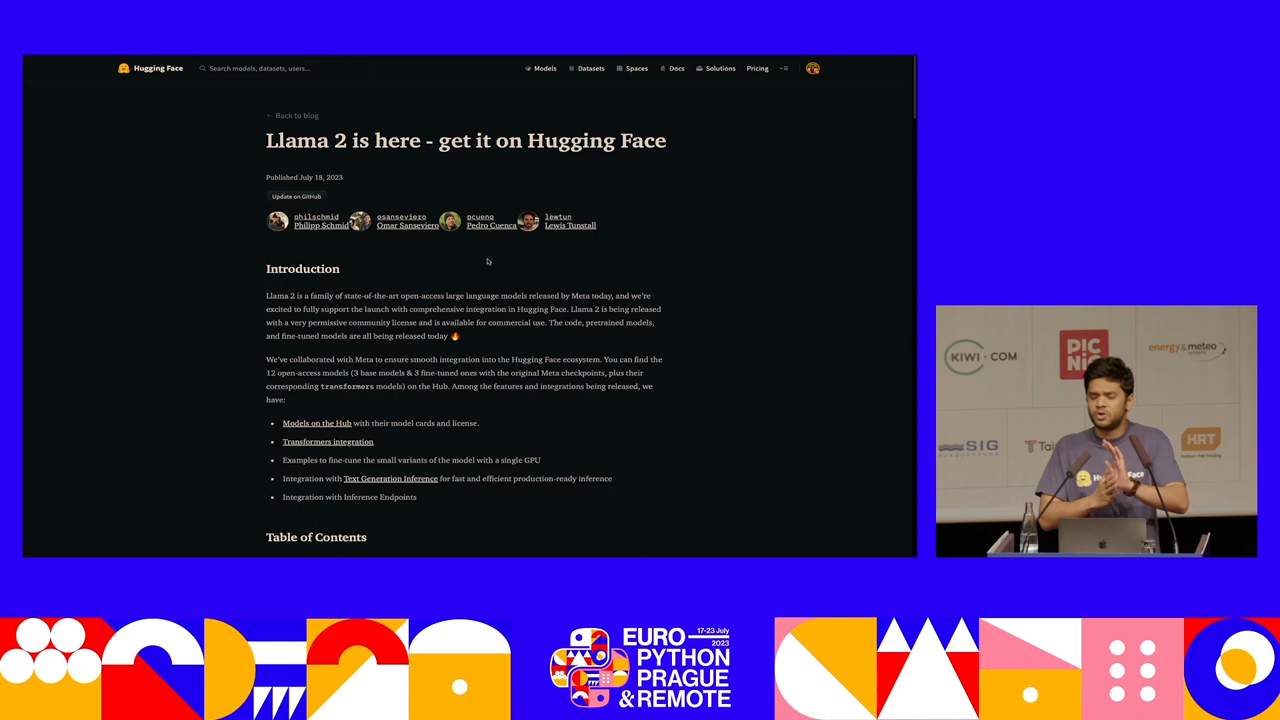 Hugging Face
Search models, datasets, users...
Models
Datasets
Spaces
Docs
Solutions
Pricing
← Back to blog
Llama 2 is here - get it on Hugging Face
Published July 18, 2023
Update on GitHub
philschmid
Philipp Schmid
osanseviero
Omar Sanseviero
pcuenq
Pedro Cuenca
lewtun
Lewis Tunstall
Introduction
Llama 2 is a family of state-of-the-art open-access large language models released by Meta today, and we're
excited to fully support the launch with comprehensive integration in Hugging Face. Llama 2 is being released
with a very permissive community license and is available for commercial use. The code, pretrained models,
and fine-tuned models are all being released today 🔥
We've collaborated with Meta to ensure smooth integration into the Hugging Face ecosystem. You can find the
12 open-access models (3 base models & 3 fine-tuned ones with the original Meta checkpoints, plus their
corresponding transformers models) on the Hub. Among the features and integrations being released, we
have:
• Models on the Hub with their model cards and license.
• Transformers integration
• Examples to fine-tune the small variants of the model with a single GPU
• Integration with Text Generation Inference for fast and efficient production-ready inference
• Integration with Inference Endpoints
Table of Contents
KIWI.COM
PIC
NIC
energy & meteo
systems
SIG
HRT
17-23 July
2023
EURO
PYTHON
PRAGUE
& REMOTE